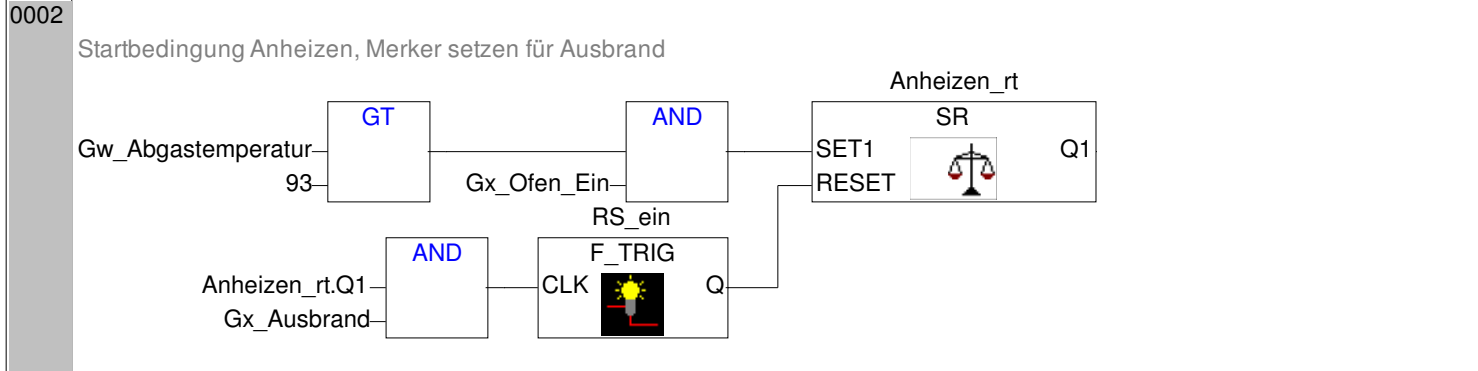 0002
Startbedingung Anheizen, Merker setzen für Ausbrand
Anheizen_rt
GT
AND
SR
Gw_Abgastemperatur
SET1
Q1
93
Gx_Ofen_Ein
RESET
RS_ein
AND
F_TRIG
Anheizen_rt.Q1
CLK
Q
Gx_Ausbrand